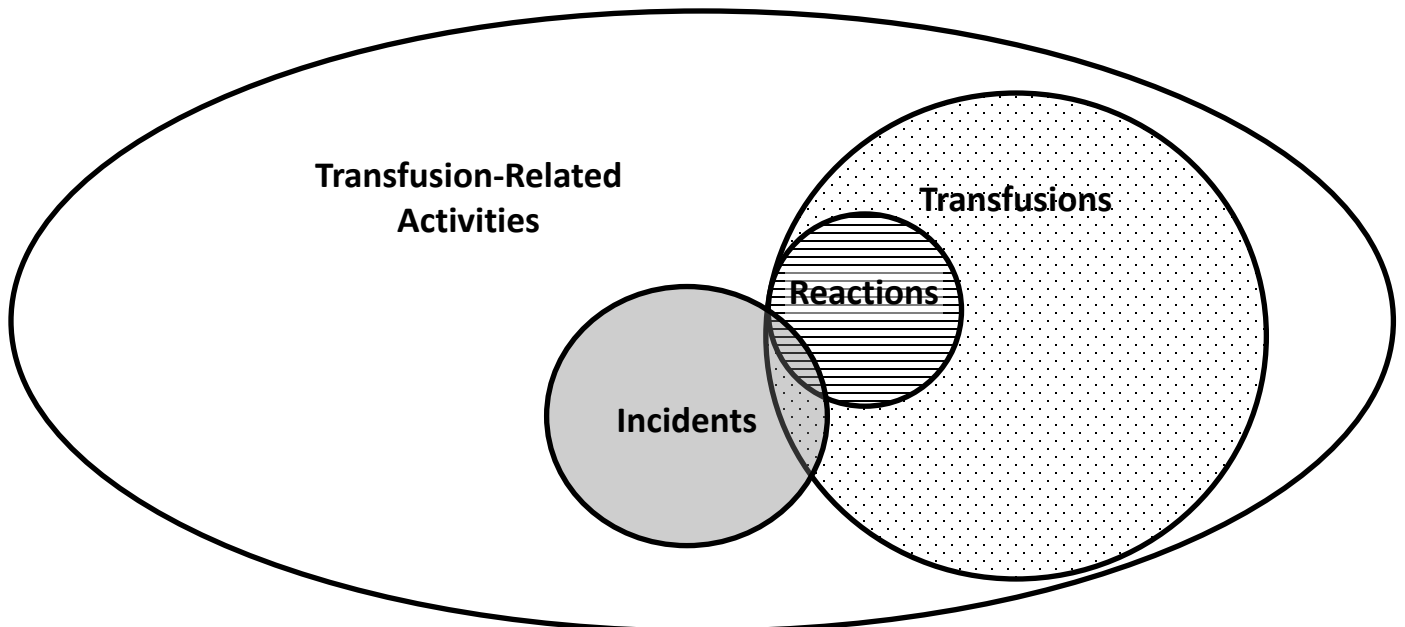 Transfusion-Related
Activities
Transfusions
Reactions
Incidents